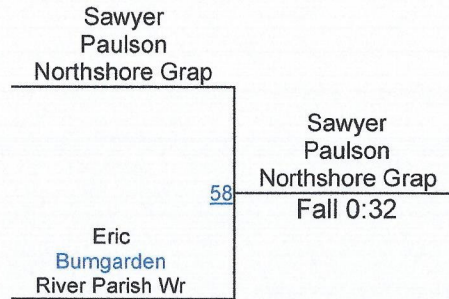 Sawyer
Paulson
Northshore Grap
Sawyer
Paulson
Northshore Grap
58
Fall 0:32
Eric
Bumgarden
River Parish Wr